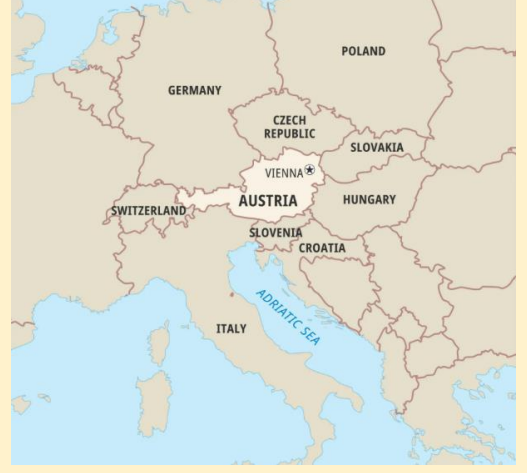 POLAND
GERMANY
CZECH
REPUBLIC
SLOVAKIA
VIENNA
AUSTRIA
HUNGARY
SWITZERLAND
SLOVENIA
CROATIA
ADRIATIC SEA
ITALY